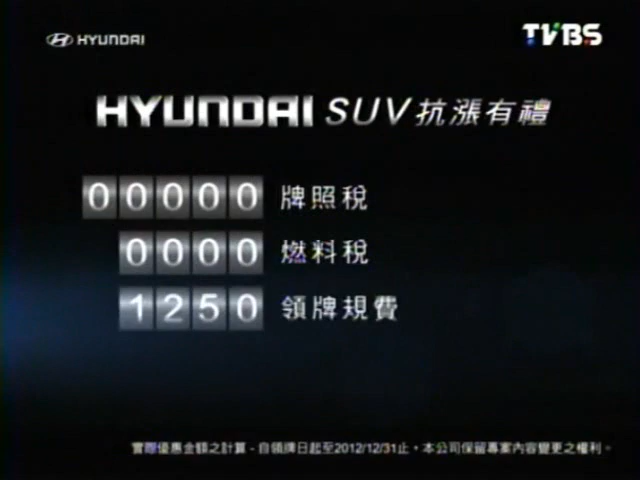 HYUNDAI
TVBS
HYUNDAI SUV 抗漲有禮
00000 牌照稅
0000 燃料稅
1250 領牌規費
實際優惠金額之計算 - 自領牌日起至2012/12/31止。本公司保留專案內容變更之權利。